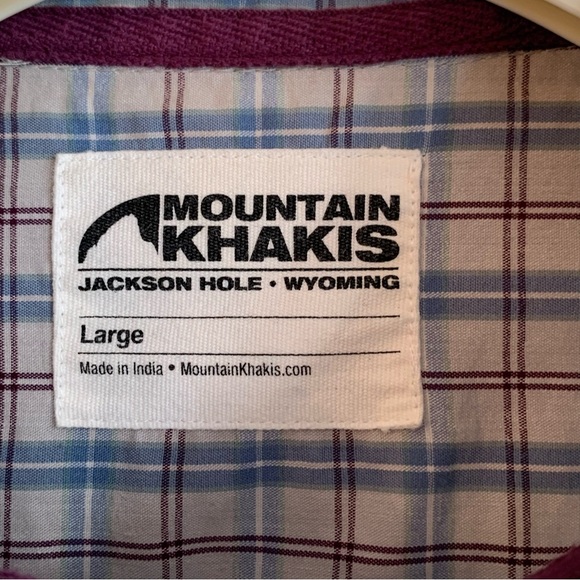 MOUNTAIN
KHAKIS
JACKSON HOLE • WYOMING
Large
Made in India • MountainKhakis.com